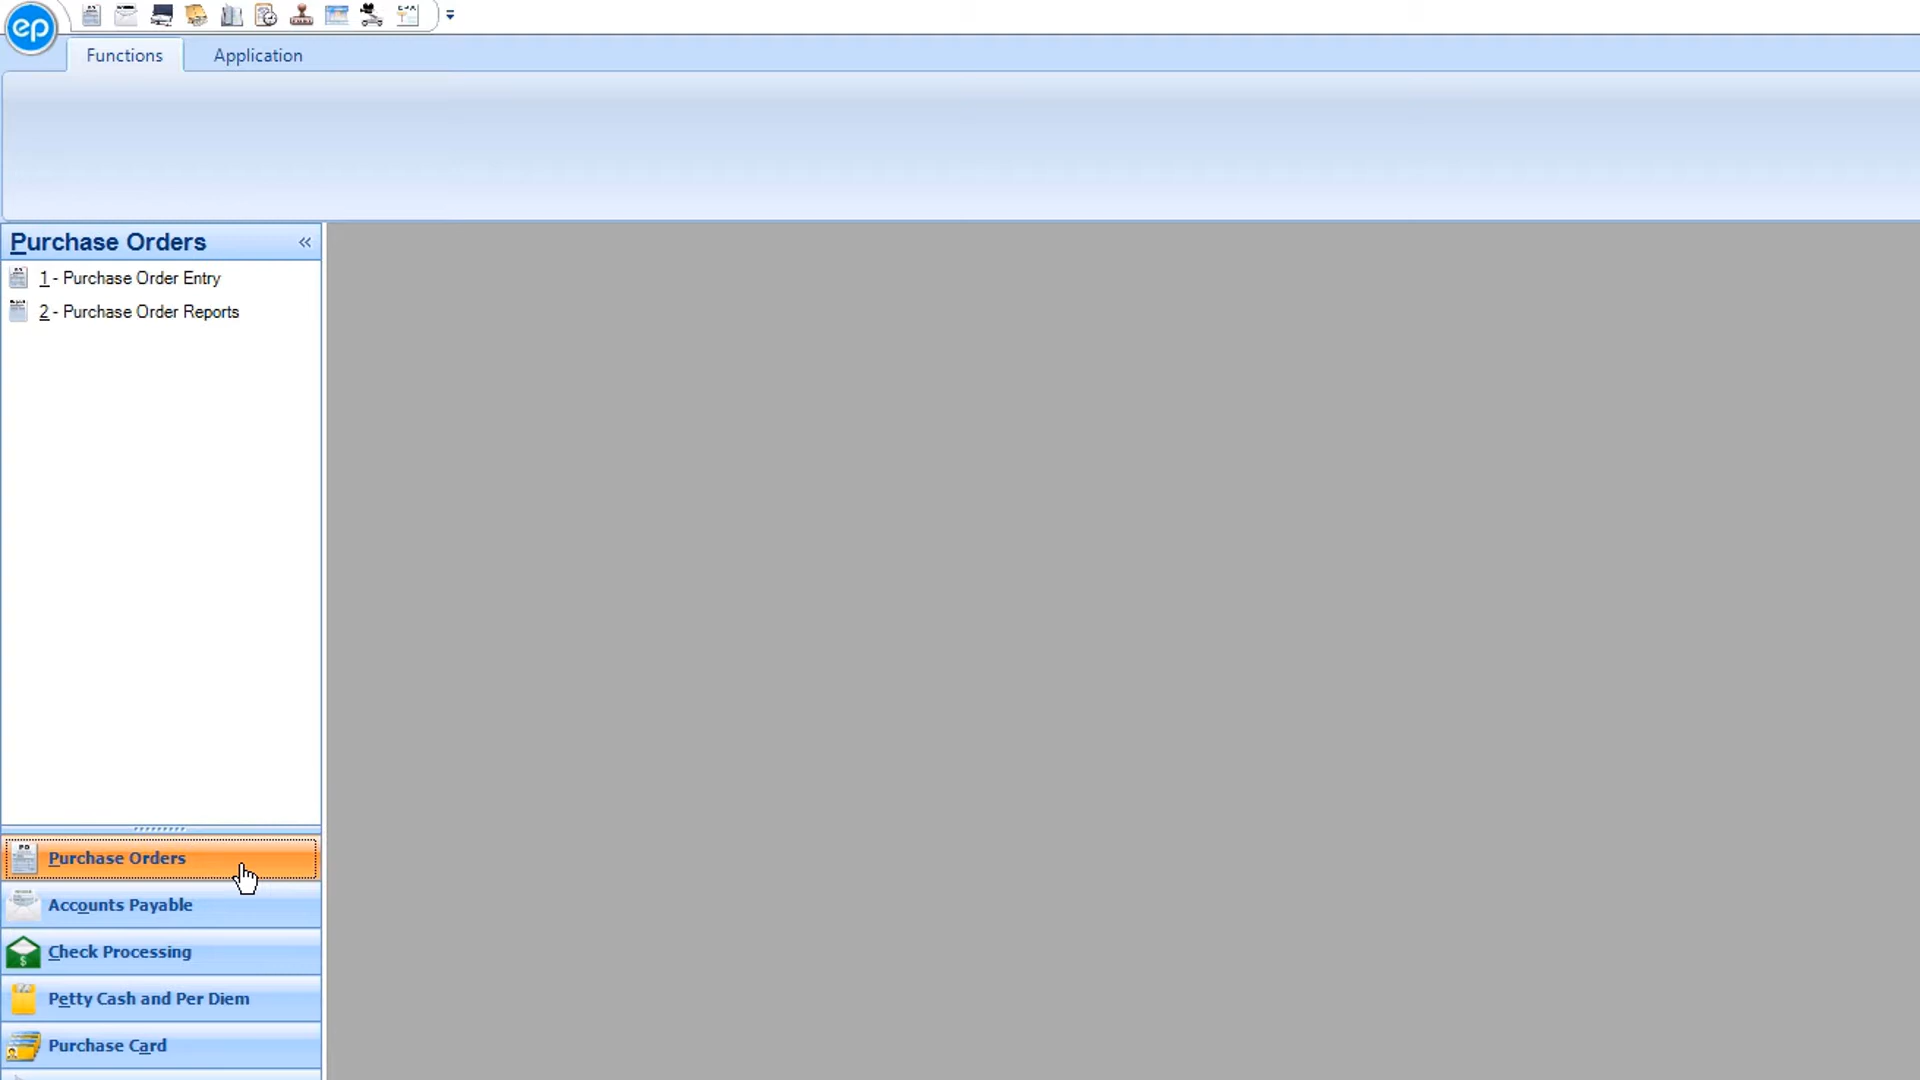 ep
Functions Application
Purchase Orders «
1 - Purchase Order Entry
2 - Purchase Order Reports
Purchase Orders
Accounts Payable
Check Processing
Petty Cash and Per Diem
Purchase Card